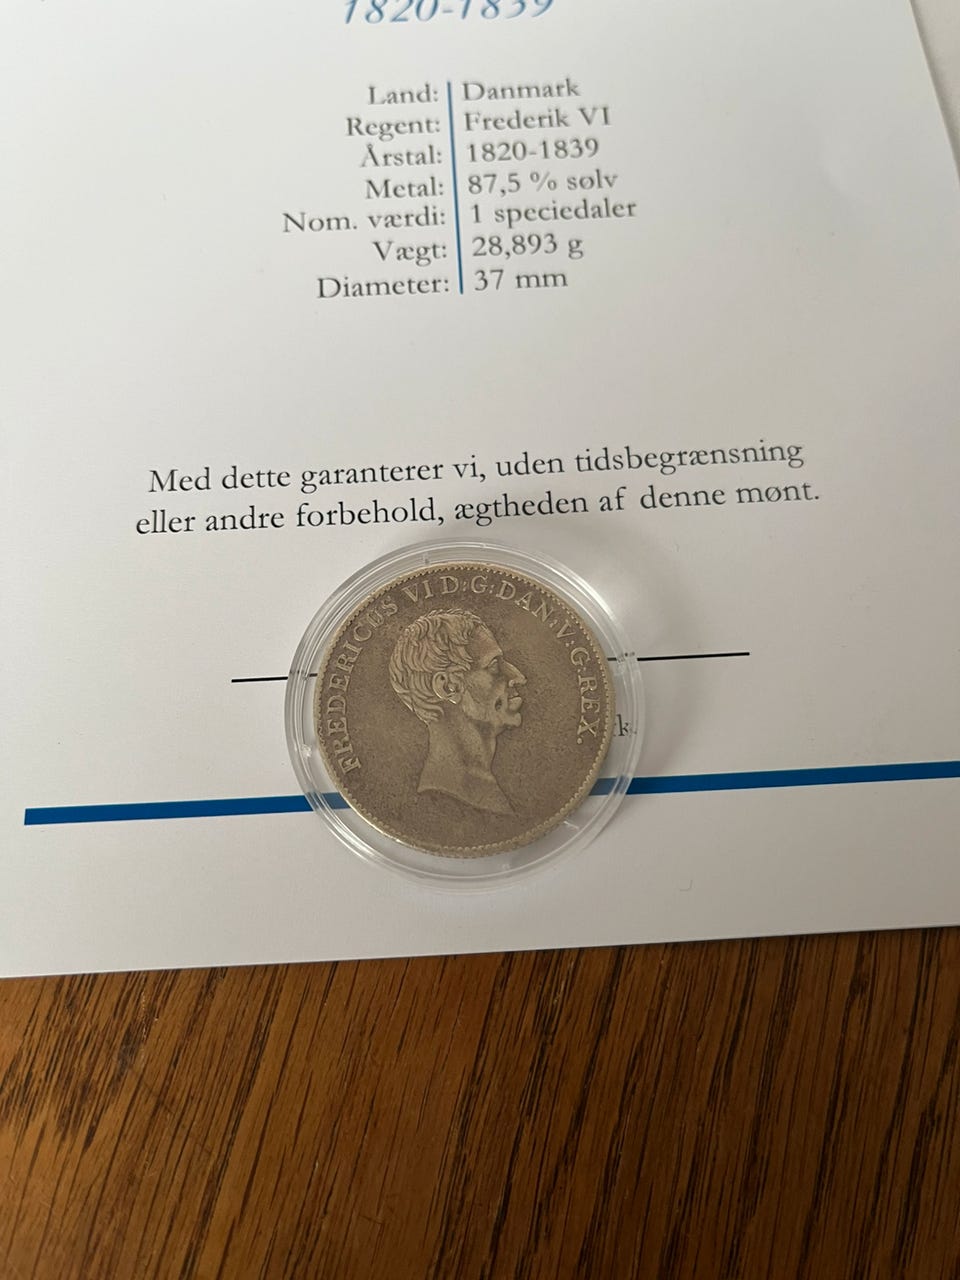 1820-1839
Land: Danmark
Regent: Frederik VI
Årstal: 1820-1839
Metal: 87,5 % sølv
Nom. værdi: 1 speciedaler
Vægt: 28,893 g
Diameter: 37 mm
Med dette garanterer vi, uden tidsbegrænsning
eller andre forbehold, ægtheden af denne mønt.
FREDERICUS VI D:G:DAN:V:G:REX.